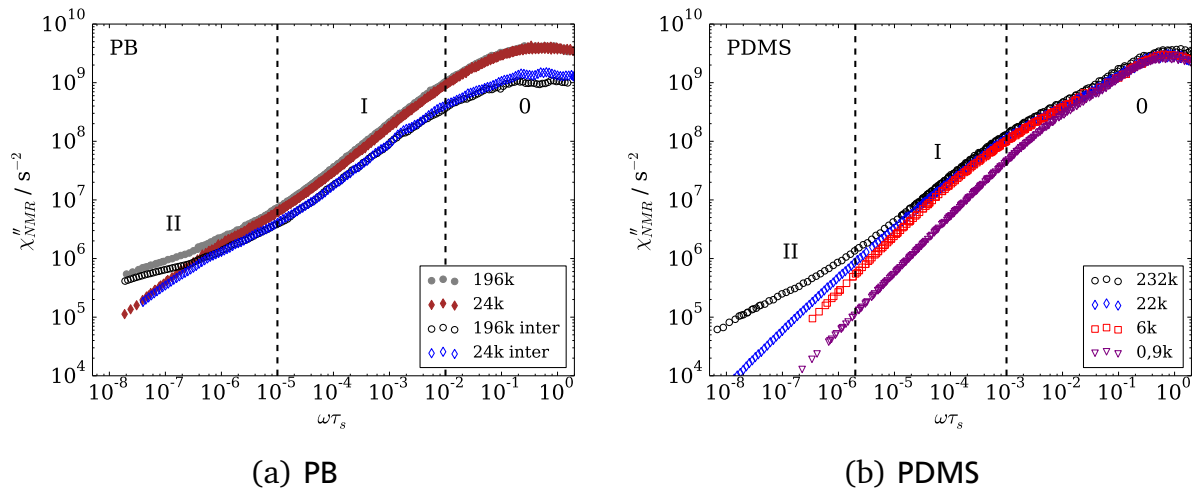 PB
I
0
II
10^10
10^9
10^8
10^7
10^6
10^5
10^4
χ''_NMR / s^−2
196k
24k
196k inter
24k inter
10^-8 10^-7 10^-6 10^-5 10^-4 10^-3 10^-2 10^-1 10^0
ωτ_s
(a) PB
PDMS
0
I
II
10^10
10^9
10^8
10^7
10^6
10^5
10^4
χ''_NMR / s^−2
232k
22k
6k
0,9k
10^-8 10^-7 10^-6 10^-5 10^-4 10^-3 10^-2 10^-1 10^0
ωτ_s
(b) PDMS